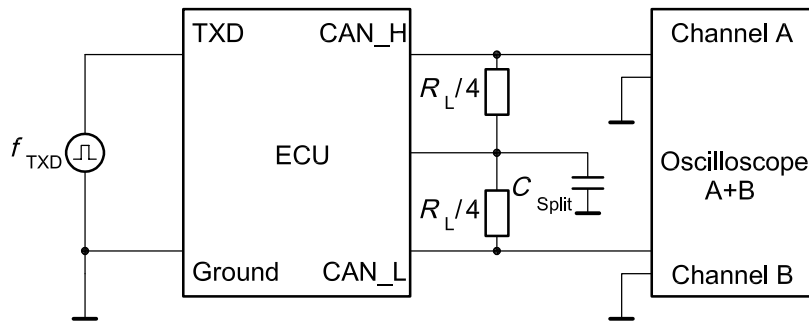 TXD CAN_H Channel A
R_L/4
f_TXD ECU Oscilloscope
A+B
R_L/4 C_Split
Ground CAN_L Channel B